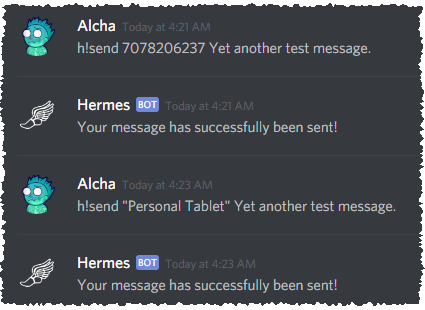 Alcha Today at 4:21 AM
h!send 7078206237 Yet another test message.
Hermes BOT Today at 4:21 AM
Your message has successfully been sent!
Alcha Today at 4:23 AM
h!send "Personal Tablet" Yet another test message.
Hermes BOT Today at 4:23 AM
Your message has successfully been sent!